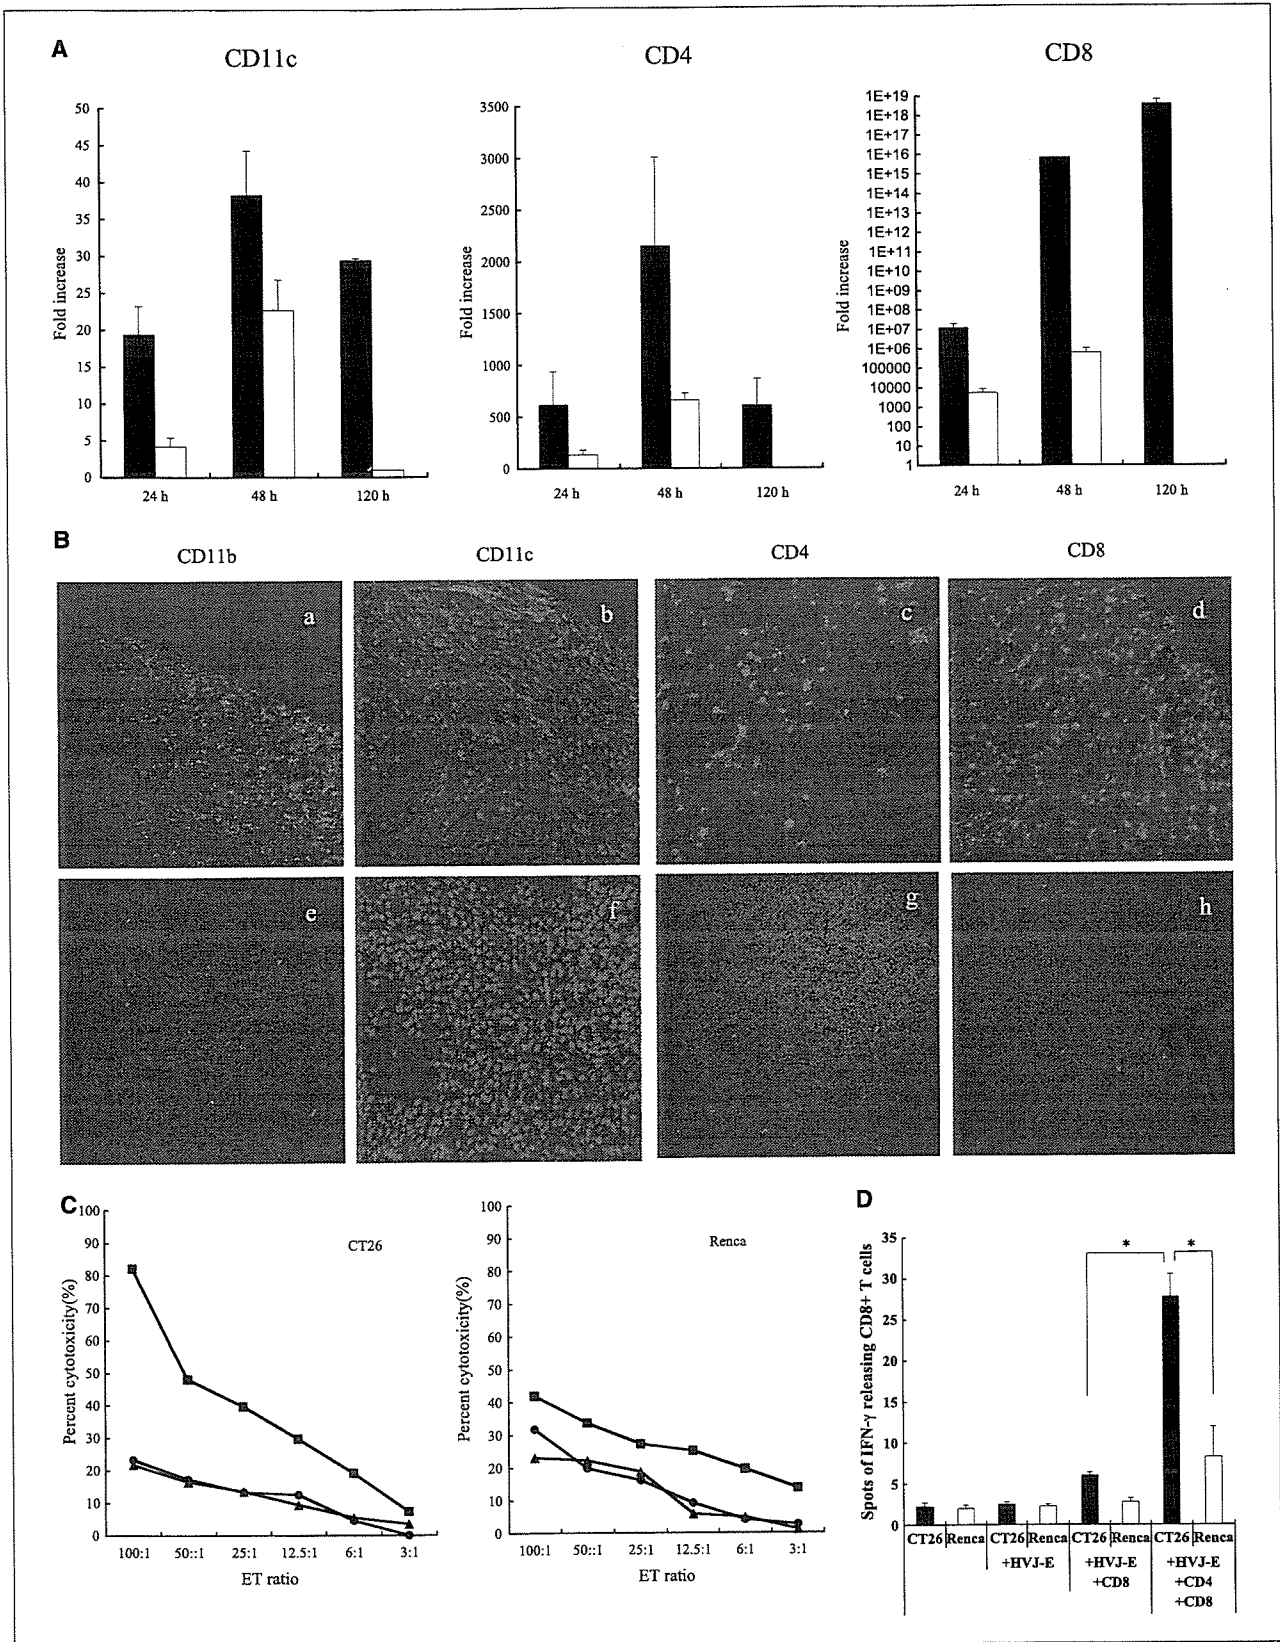 A
CD11c
CD4
CD8
Fold increase
50
45
40
35
30
25
20
15
10
5
0
24 h
48 h
120 h
Fold increase
3500
3000
2500
2000
1500
1000
500
0
24 h
48 h
120 h
Fold increase
1E+19
1E+18
1E+17
1E+16
1E+15
1E+14
1E+13
1E+12
1E+11
1E+10
1E+09
1E+08
1E+07
1E+06
100000
10000
1000
100
10
1
24 h
48 h
120 h
B
CD11b
CD11c
CD4
CD8
a
b
c
d
e
f
g
h
C
CT26
Percent cytotoxicity(%)
100
90
80
70
60
50
40
30
20
10
0
100:1
50::1
25:1
12.5:1
6:1
3:1
ET ratio
Renca
Percent cytotoxicity(%)
100
90
80
70
60
50
40
30
20
10
0
100:1
50::1
25:1
12.5:1
6:1
3:1
ET ratio
D
Spots of IFN-γ releasing CD8+ T cells
35
30
25
20
15
10
5
0
*
*
CT26 Renca CT26 Renca CT26 Renca CT26 Renca
+HVJ-E +HVJ-E +HVJ-E
+CD8 +CD4
+CD8